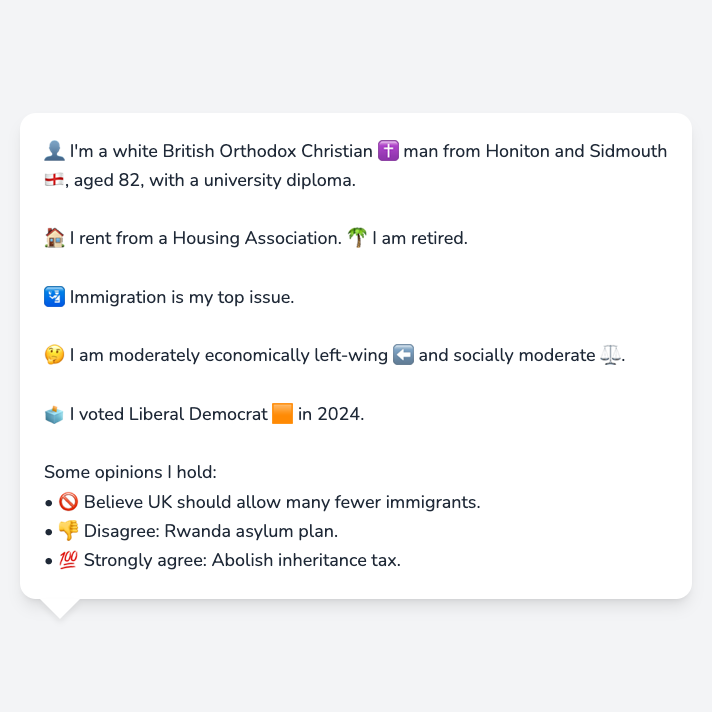 👤 I'm a white British Orthodox Christian ✝️ man from Honiton and Sidmouth
🏴󠁧󠁢󠁥󠁮󠁧󠁿, aged 82, with a university diploma.
🏠 I rent from a Housing Association. 🌴 I am retired.
🛂 Immigration is my top issue.
🤔 I am moderately economically left-wing ⬅️ and socially moderate ⚖️.
🗳️ I voted Liberal Democrat 🟧 in 2024.
Some opinions I hold:
• 🚫 Believe UK should allow many fewer immigrants.
• 👎 Disagree: Rwanda asylum plan.
• 💯 Strongly agree: Abolish inheritance tax.